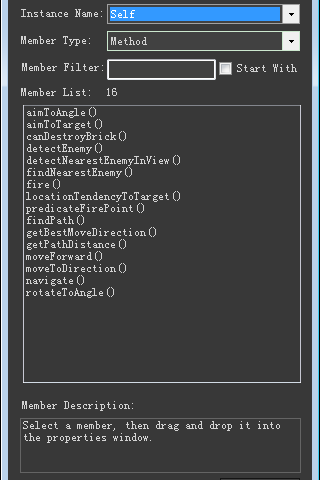 Instance Name: Self
Member Type: Method
Member Filter: Start With
Member List: 16
aimToAngle()
aimToTarget()
canDestroyBrick()
detectEnemy()
detectNearestEnemyInView()
findNearestEnemy()
fire()
locationTendencyToTarget()
predicateFirePoint()
findPath()
getBestMoveDirection()
getPathDistance()
moveForward()
moveToDirection()
navigate()
rotateToAngle()
Member Description:
Select a member, then drag and drop it into
the properties window.